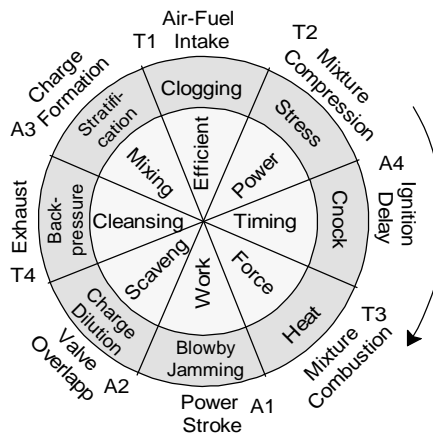 Air-Fuel
Intake
T1
T2
Mixture
Compression
A4
Ignition
Delay
T3
Mixture
Combustion
A1
Power
Stroke
A2
Valve
Overlapp
T4
Exhaust
A3
Charge
Formation
Clogging
Stress
Cnock
Heat
Blowby
Jamming
Charge
Dilution
Back-
pressure
Stratifi-
cation
Efficient
Power
Timing
Force
Work
Scaveng
Cleansing
Mixing